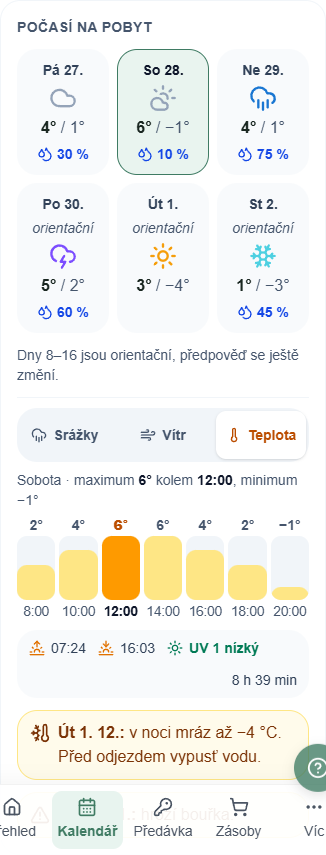 POČASÍ NA POBYT
Pá 27. So 28. Ne 29.
4° / 1° 6° / −1° 4° / 1°
30 % 10 % 75 %
Po 30. Út 1. St 2.
orientační orientační orientační
5° / 2° 3° / −4° 1° / −3°
60 % 45 %
Dny 8–16 jsou orientační, předpověď se ještě
změní.
Srážky Vítr Teplota
Sobota · maximum 6° kolem 12:00, minimum
−1°
2° 4° 6° 6° 4° 2° −1°
8:00 10:00 12:00 14:00 16:00 18:00 20:00
07:24 16:03 UV 1 nízký
8 h 39 min
Út 1. 12.: v noci mráz až −4 °C.
Před odjezdem vypusť vodu.
.: hrozí bouřka
řehled Kalendář Předávka Zásoby Víc